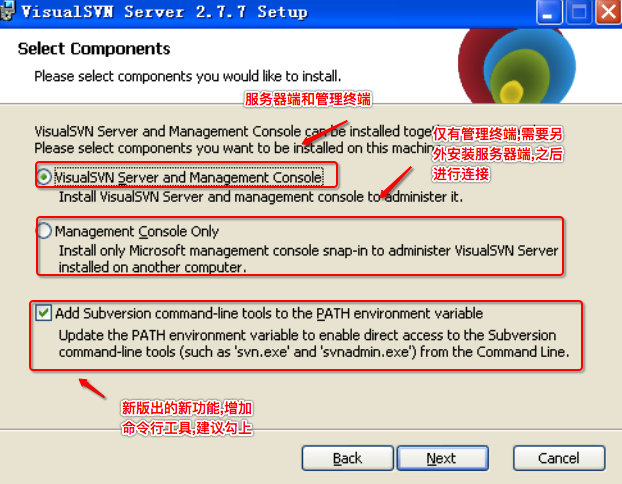 VisualSVN Server 2.7.7 Setup
Select Components
Please select components you would like to install.
服务器端和管理终端
仅有管理终端,需要另
外安装服务器端,之后
进行连接
VisualSVN Server and Management Console can be installed
Please select components you want to be installed on this
VisualSVN Server and Management Console
Install VisualSVN Server and management console to administer it.
Management Console Only
Install only Microsoft management console snap-in to administer VisualSVN Server
installed on another computer.
Add Subversion command-line tools to the PATH environment variable
Update the PATH environment variable to enable direct access to the Subversion
command-line tools (such as 'svn.exe' and 'svnadmin.exe') from the Command Line.
新版出的新功能,增加
命令行工具,建议勾上
Back
Next
Cancel